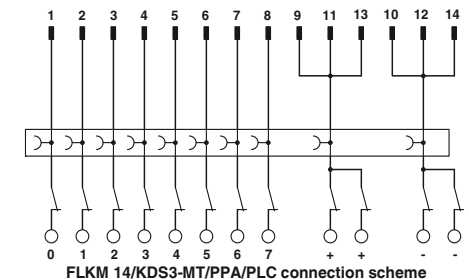 1 2 3 4 5 6 7 8 9 11 13 10 12 14
0 1 2 3 4 5 6 7 + + - -
FLKM 14/KDS3-MT/PPA/PLC connection scheme